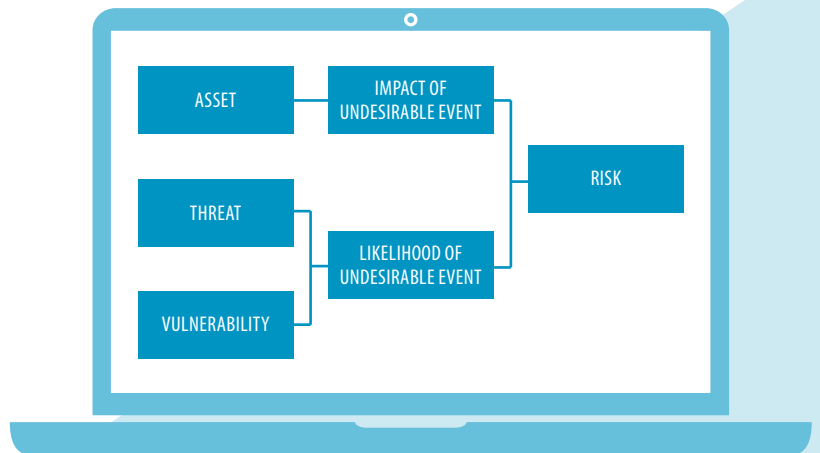 ASSET
IMPACT OF
UNDESIRABLE EVENT
RISK
THREAT
LIKELIHOOD OF
UNDESIRABLE EVENT
VULNERABILITY